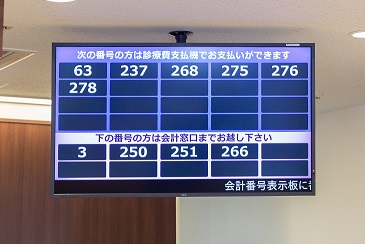 次の番号の方は診療費支払機でお支払いができます
63 237 268 275 276
278
下の番号の方は会計窓口までお越し下さい
3 250 251 266
会計番号表示板に